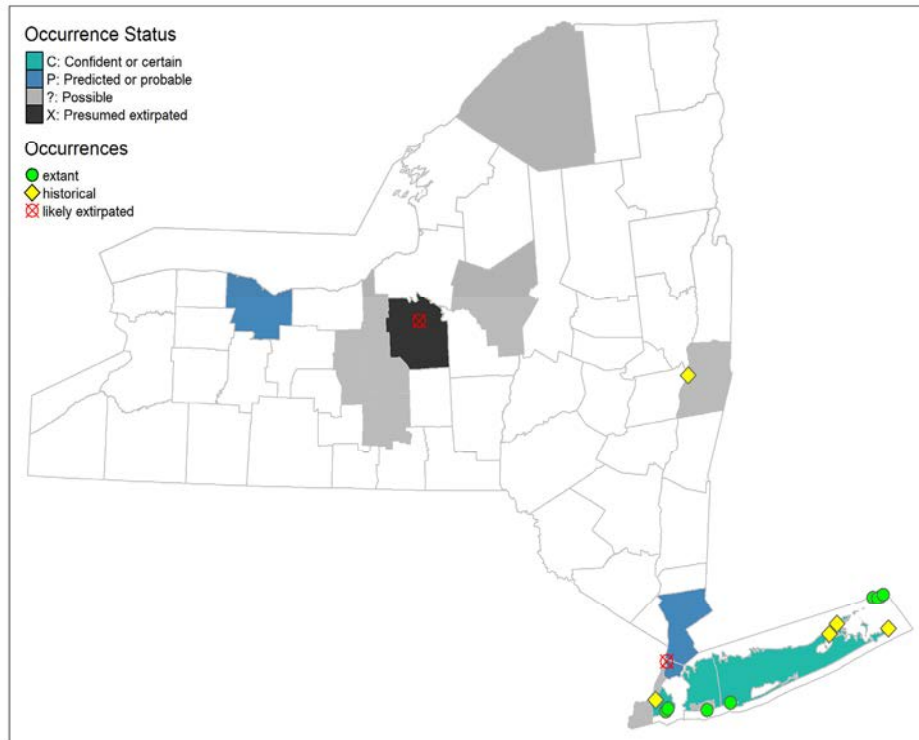 Occurrence Status
C: Confident or certain
P: Predicted or probable
?: Possible
X: Presumed extirpated
Occurrences
extant
historical
likely extirpated